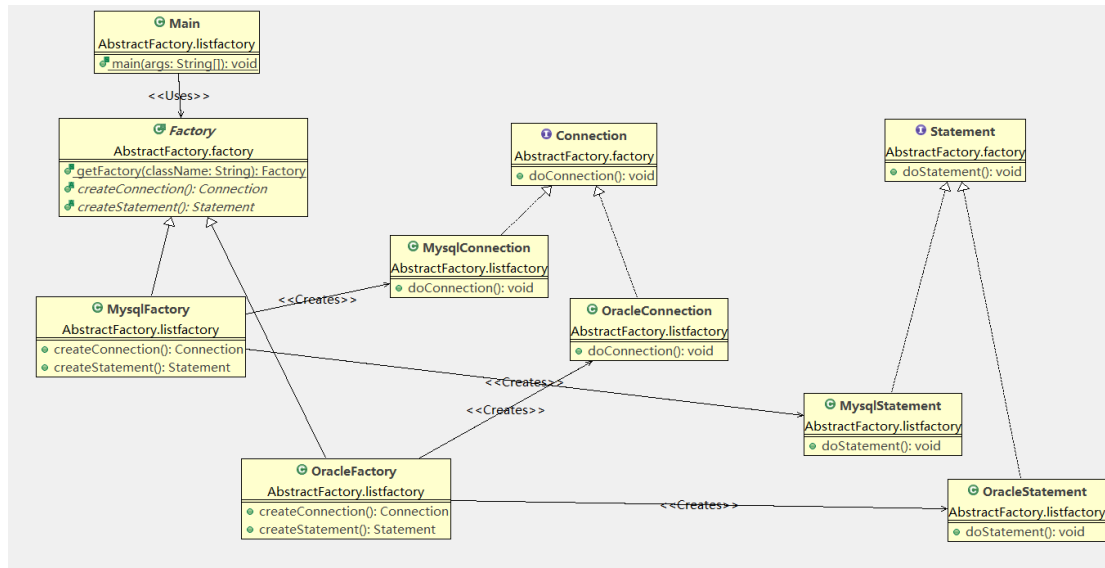 Main
AbstractFactory.listfactory
main(args: String[]): void
<<Uses>>
Factory
AbstractFactory.factory
getFactory(className: String): Factory
createConnection(): Connection
createStatement(): Statement
Connection
AbstractFactory.factory
doConnection(): void
Statement
AbstractFactory.factory
doStatement(): void
MysqlConnection
AbstractFactory.listfactory
doConnection(): void
<<Creates>>
MysqlFactory
AbstractFactory.listfactory
createConnection(): Connection
createStatement(): Statement
OracleConnection
AbstractFactory.listfactory
doConnection(): void
<<Creates>>
<<Creates>>
MysqlStatement
AbstractFactory.listfactory
doStatement(): void
OracleFactory
AbstractFactory.listfactory
createConnection(): Connection
createStatement(): Statement
<<Creates>>
OracleStatement
AbstractFactory.listfactory
doStatement(): void